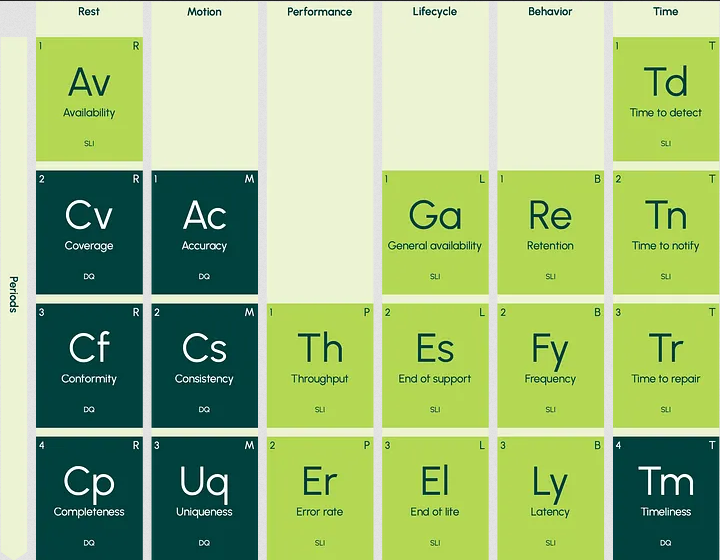 Rest Motion Performance Lifecycle Behavior Time
Periods
1 R
Av
Availability
SLI
1 T
Td
Time to detect
SLI
2 R
Cv
Coverage
DQ
1 M
Ac
Accuracy
DQ
1 L
Ga
General availability
SLI
1 B
Re
Retention
SLI
2 T
Tn
Time to notify
SLI
3 R
Cf
Conformity
DQ
2 M
Cs
Consistency
DQ
1 P
Th
Throughput
SLI
2 L
Es
End of support
SLI
2 B
Fy
Frequency
SLI
3 T
Tr
Time to repair
SLI
4 R
Cp
Completeness
DQ
3 M
Uq
Uniqueness
DQ
2 P
Er
Error rate
SLI
3 L
El
End of life
SLI
3 B
Ly
Latency
SLI
4 T
Tm
Timeliness
DQ